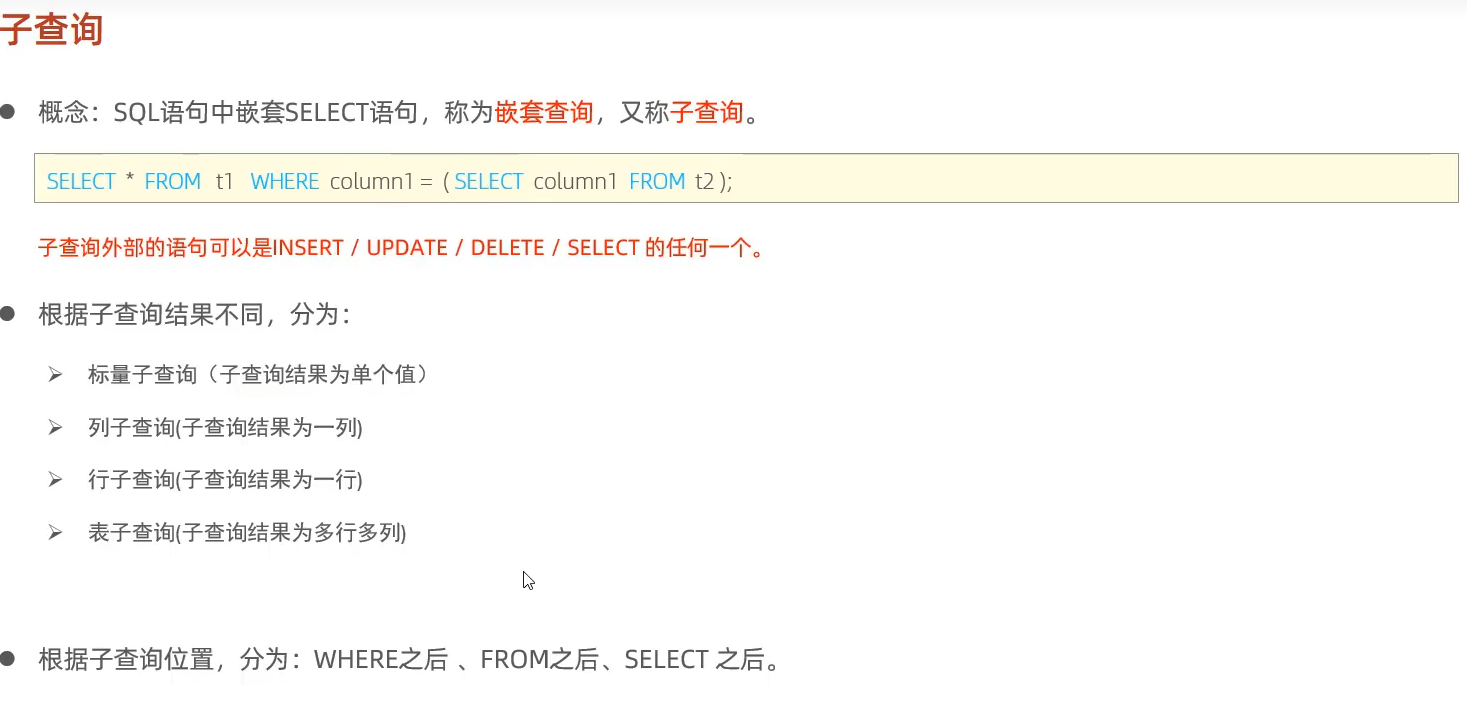 子查询
概念：SQL语句中嵌套SELECT语句，称为嵌套查询，又称子查询。
SELECT * FROM t1 WHERE column1 = ( SELECT column1 FROM t2 );
子查询外部的语句可以是INSERT / UPDATE / DELETE / SELECT 的任何一个。
根据子查询结果不同，分为：
标量子查询（子查询结果为单个值）
列子查询(子查询结果为一列)
行子查询(子查询结果为一行)
表子查询(子查询结果为多行多列)
根据子查询位置，分为：WHERE之后 、FROM之后、SELECT 之后。